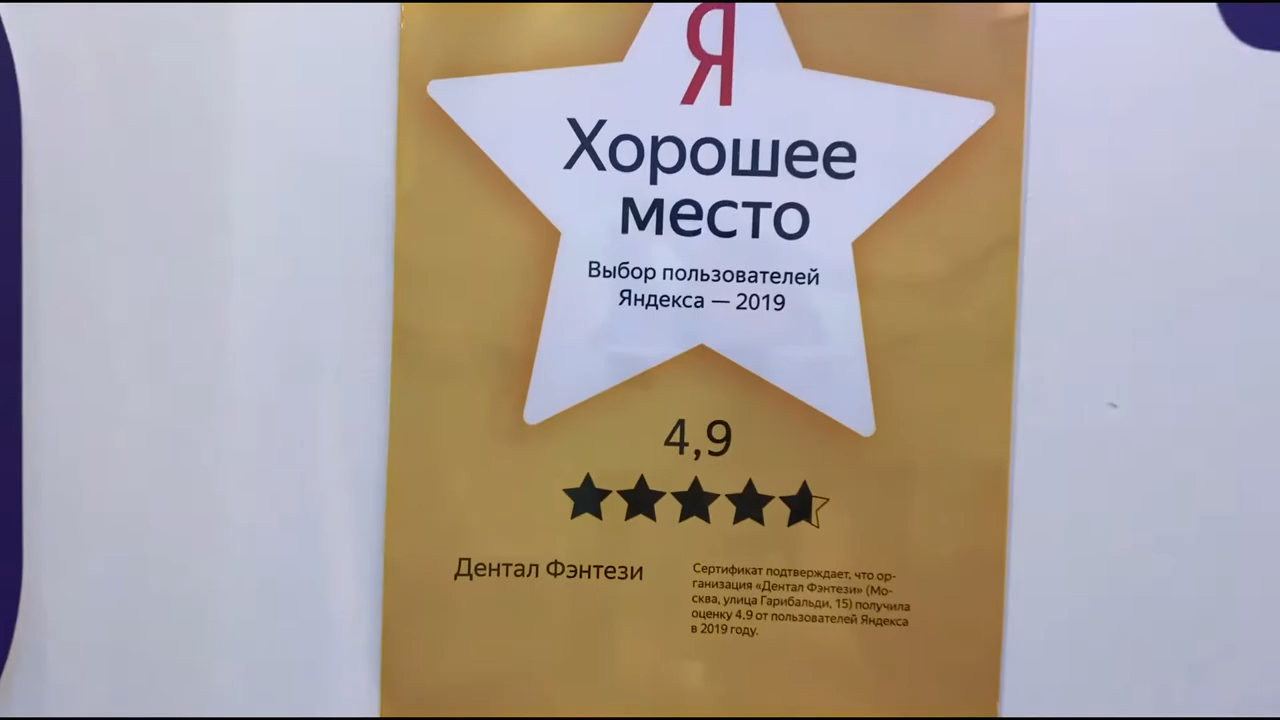 Я
Хорошее
место
Выбор пользователей
Яндекса — 2019
4,9
Дентал Фэнтези
Сертификат подтверждает, что ор-
ганизация «Дентал Фэнтези» (Мо-
сква, улица Гарибальди, 15) получила
оценку 4.9 от пользователей Яндекса
в 2019 году.